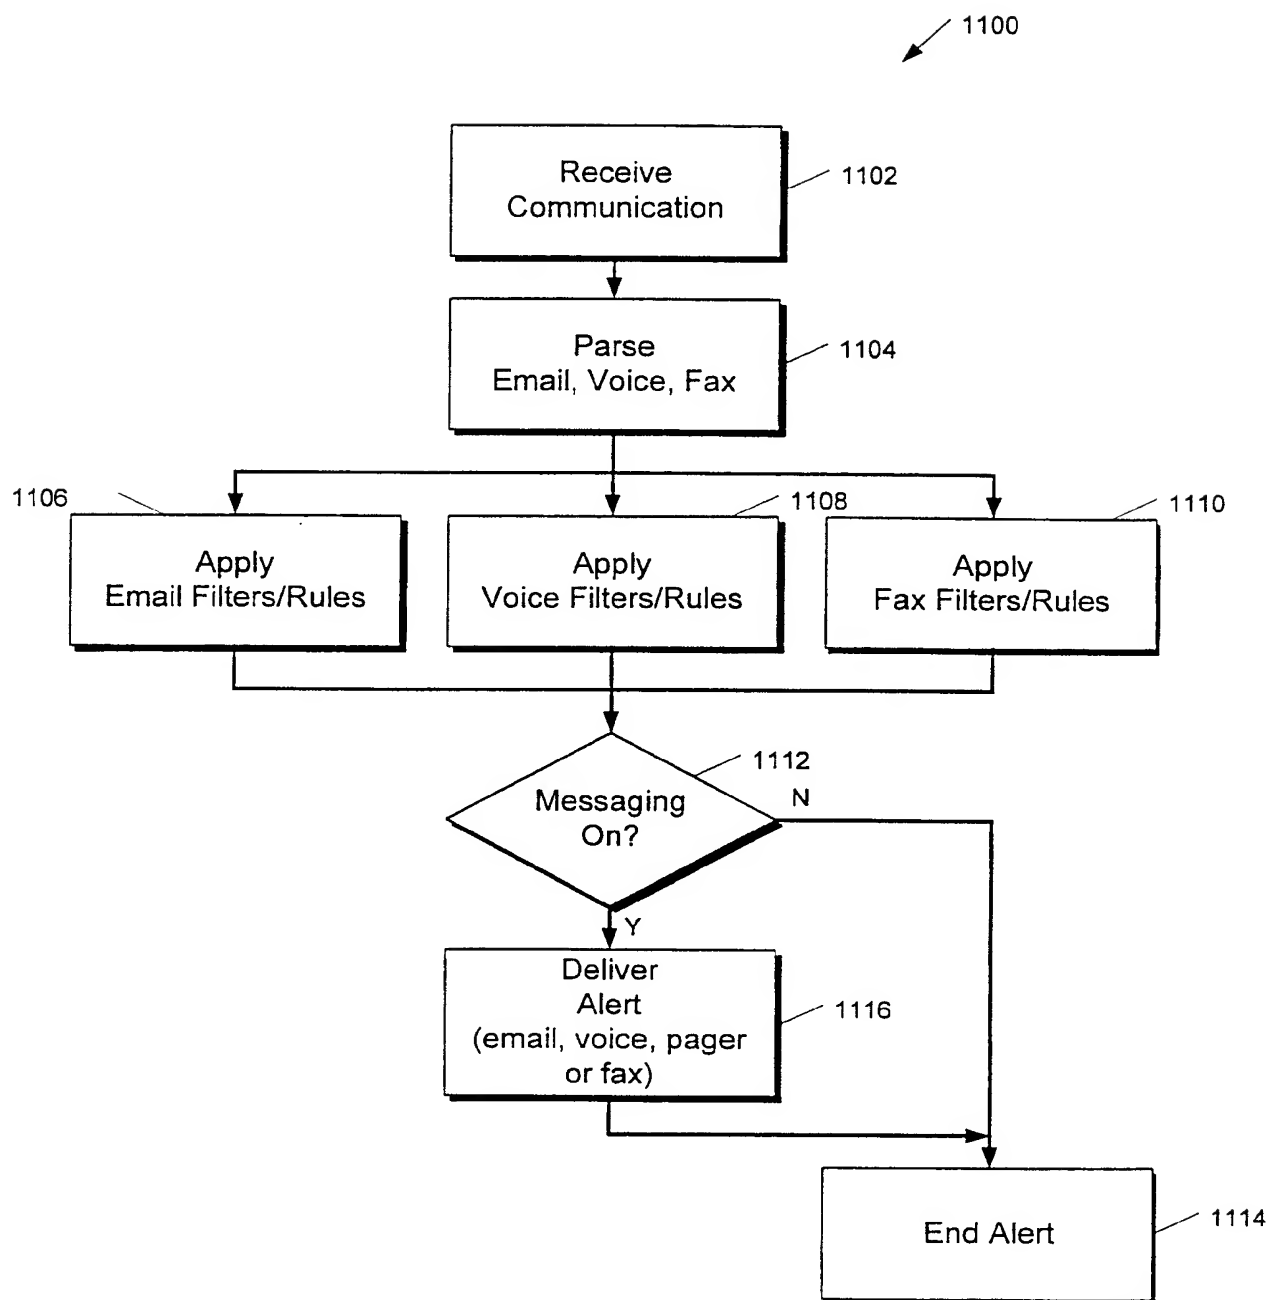 1100
Receive
Communication
1102
Parse
Email, Voice, Fax
1104
1106
1108
1110
Apply
Email Filters/Rules
Apply
Voice Filters/Rules
Apply
Fax Filters/Rules
1112
Messaging
On?
N
Y
Deliver
Alert
(email, voice, pager
or fax)
1116
End Alert
1114